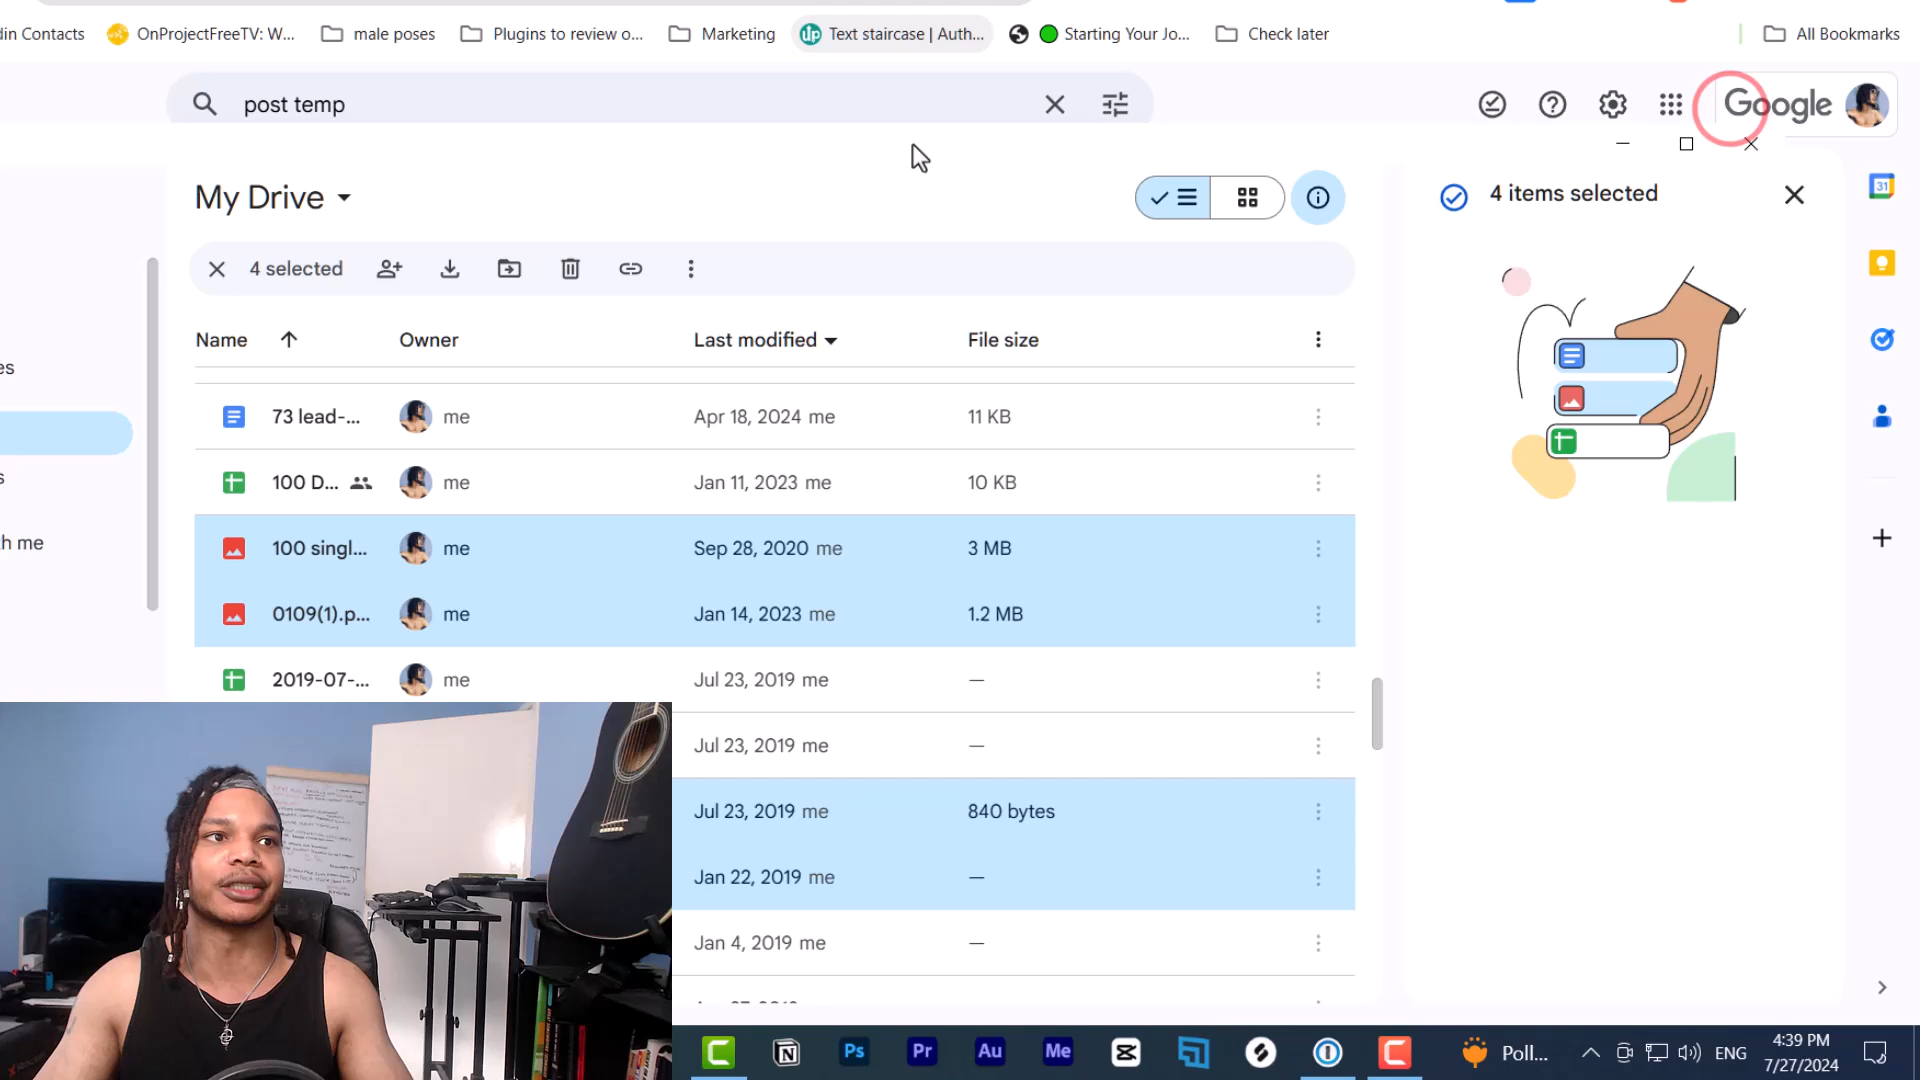 din Contacts
OnProjectFreeTV: W...
male poses
Plugins to review o...
Marketing
Text staircase | Auth...
Starting Your Jo...
Check later
All Bookmarks
post temp
Google
My Drive
4 items selected
31
4 selected
Name
Owner
Last modified
File size
73 lead-...
me
Apr 18, 2024 me
11 KB
100 D...
me
Jan 11, 2023 me
10 KB
100 singl...
me
Sep 28, 2020 me
3 MB
0109(1).p...
me
Jan 14, 2023 me
1.2 MB
2019-07-...
me
Jul 23, 2019 me
—
es
s
h me
Jul 23, 2019 me
—
Jul 23, 2019 me
840 bytes
Jan 22, 2019 me
—
Jan 4, 2019 me
—
Ps
Pr
Au
Me
Poll...
ENG
4:39 PM
7/27/2024